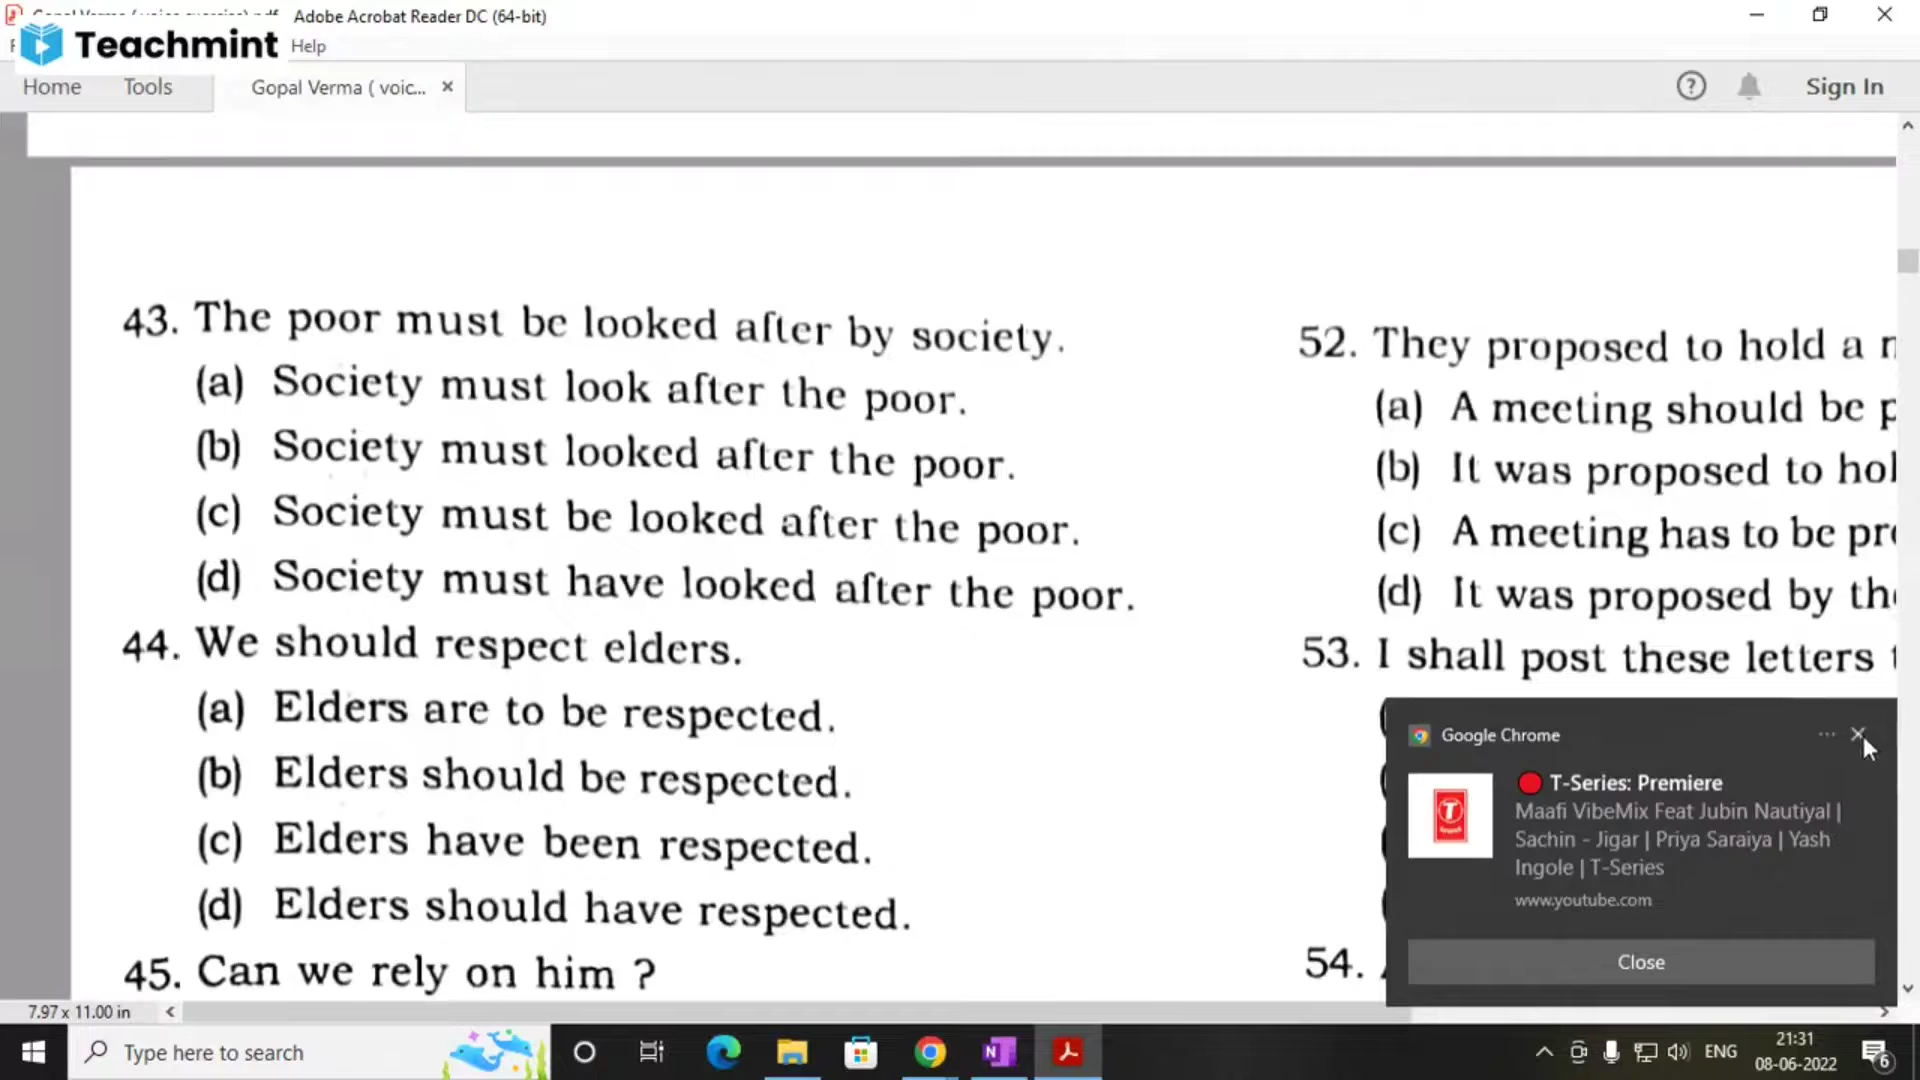 Adobe Acrobat Reader DC (64-bit)
Teachmint
Help
Home Tools Gopal Verma ( voic... Sign In
43. The poor must be looked after by society.
(a) Society must look after the poor.
(b) Society must looked after the poor.
(c) Society must be looked after the poor.
(d) Society must have looked after the poor.
44. We should respect elders.
(a) Elders are to be respected.
(b) Elders should be respected.
(c) Elders have been respected.
(d) Elders should have respected.
45. Can we rely on him ?
52. They proposed to hold a
(a) A meeting should be
(b) It was proposed to
(c) A meeting has to be
(d) It was proposed by
53. I shall post these letters
54.
Google Chrome
T-Series: Premiere
Maafi VibeMix Feat Jubin Nautiyal |
Sachin - Jigar | Priya Saraiya | Yash
Ingole | T-Series
www.youtube.com
Close
7.97 x 11.00 in
Type here to search
ENG
21:31
08-06-2022
6